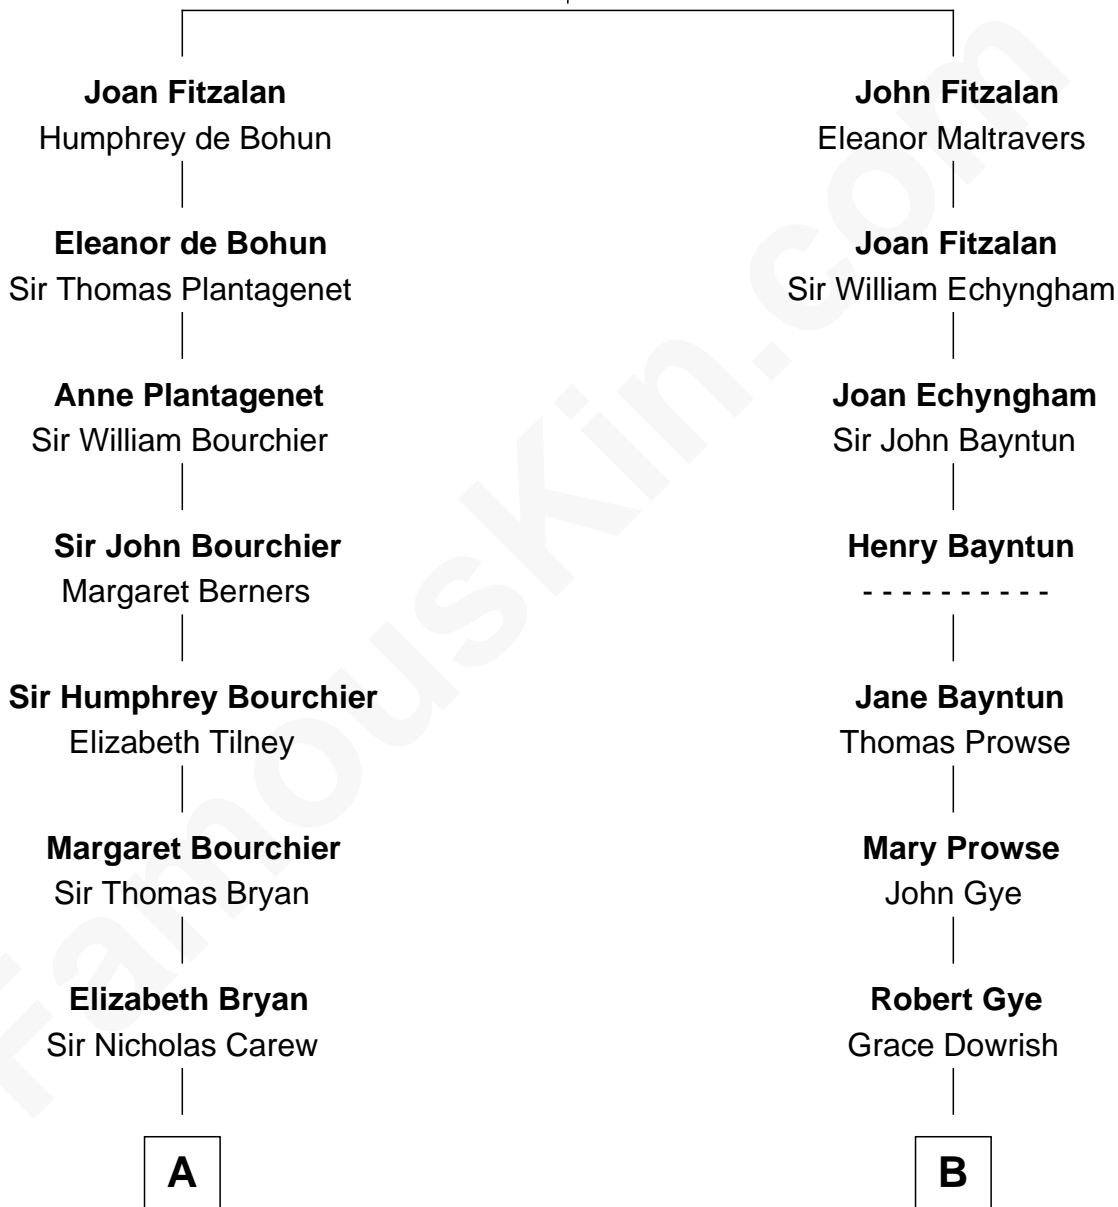 Joan Fitzalan
Humphrey de Bohun
Eleanor de Bohun
Sir Thomas Plantagenet
Anne Plantagenet
Sir William Bourchier
Sir John Bourchier
Margaret Berners
Sir Humphrey Bourchier
Elizabeth Tilney
Margaret Bourchier
Sir Thomas Bryan
Elizabeth Bryan
Sir Nicholas Carew
A
John Fitzalan
Eleanor Maltravers
Joan Fitzalan
Sir William Echyngham
Joan Echyngham
Sir John Bayntun
Henry Bayntun
- - - - - - - - - -
Jane Bayntun
Thomas Prowse
Mary Prowse
John Gye
Robert Gye
Grace Dowrish
B
FamousKin.com